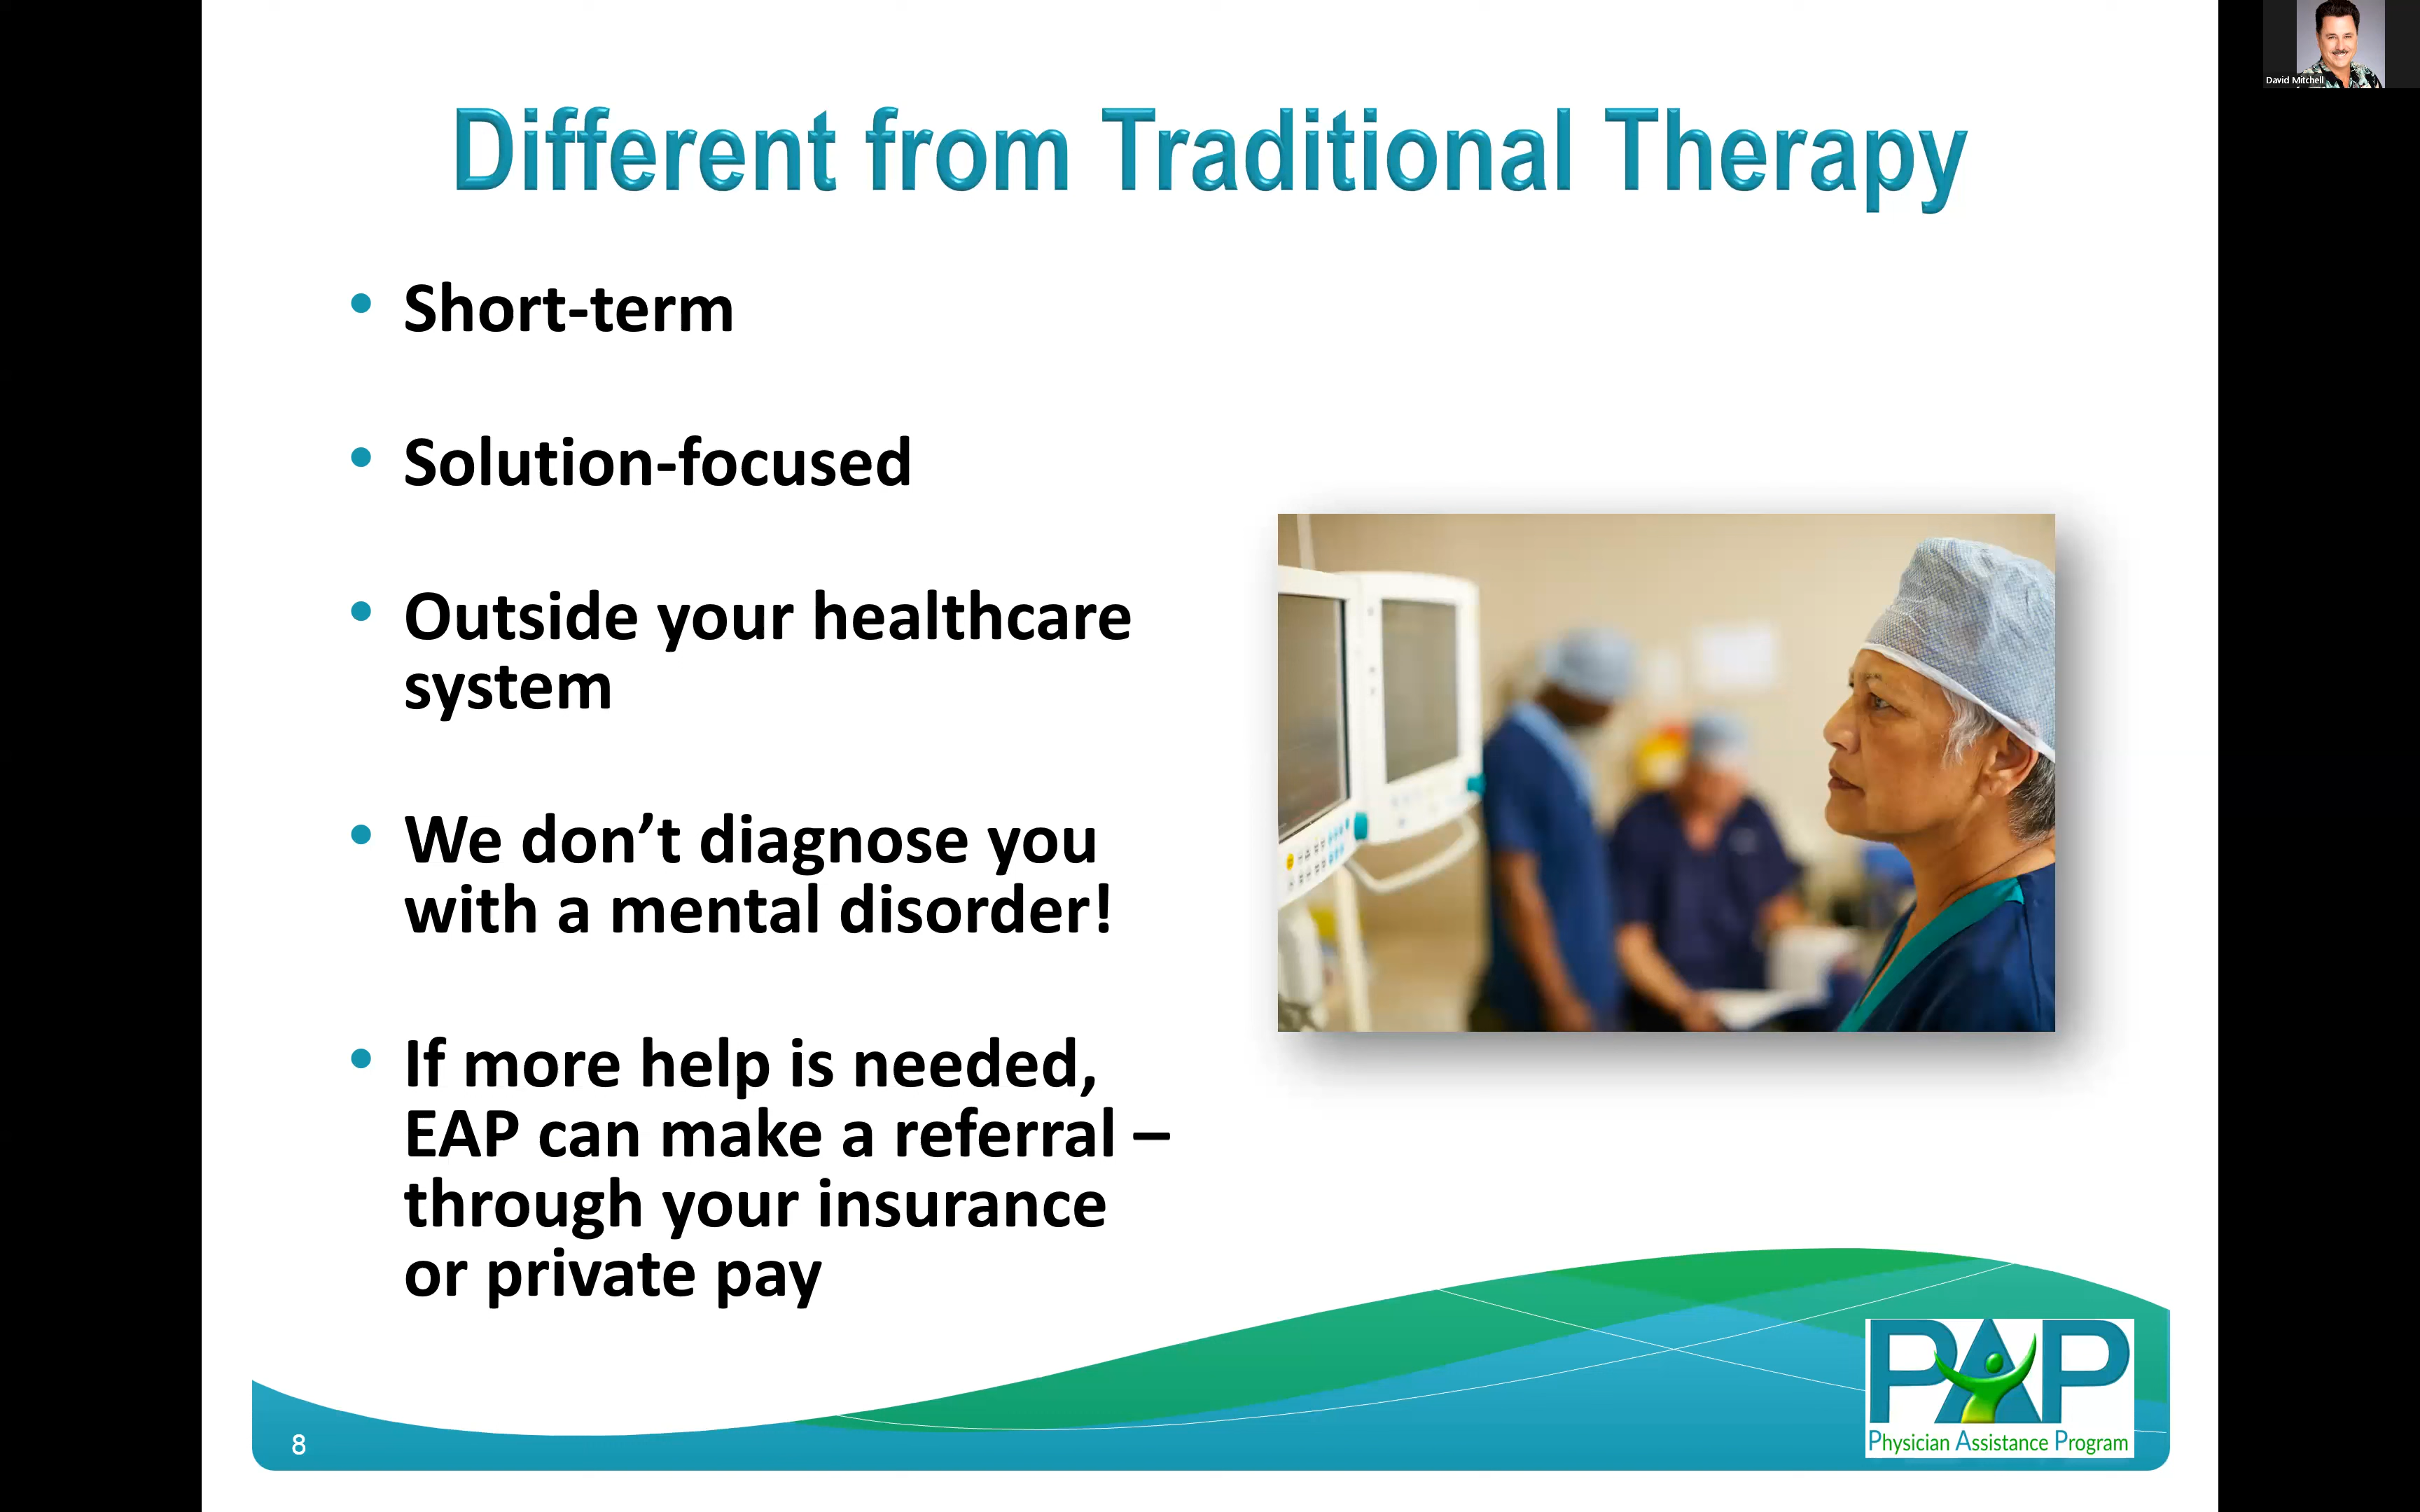 David Mitchell
Different from Traditional Therapy
• Short-term
• Solution-focused
• Outside your healthcare
system
• We don’t diagnose you
with a mental disorder!
• If more help is needed,
EAP can make a referral –
through your insurance
or private pay
8
PAP
Physician Assistance Program